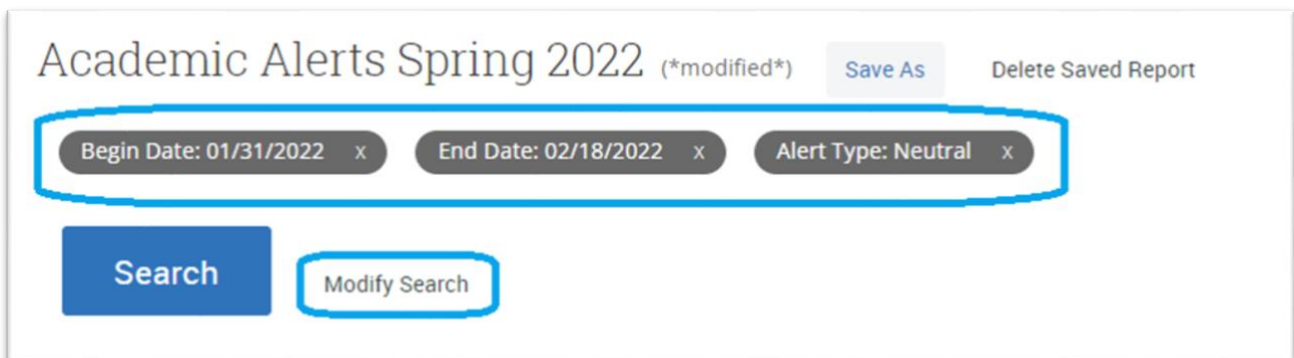 Academic Alerts Spring 2022 (*modified*) Save As Delete Saved Report
Begin Date: 01/31/2022 x End Date: 02/18/2022 x Alert Type: Neutral x
Search Modify Search